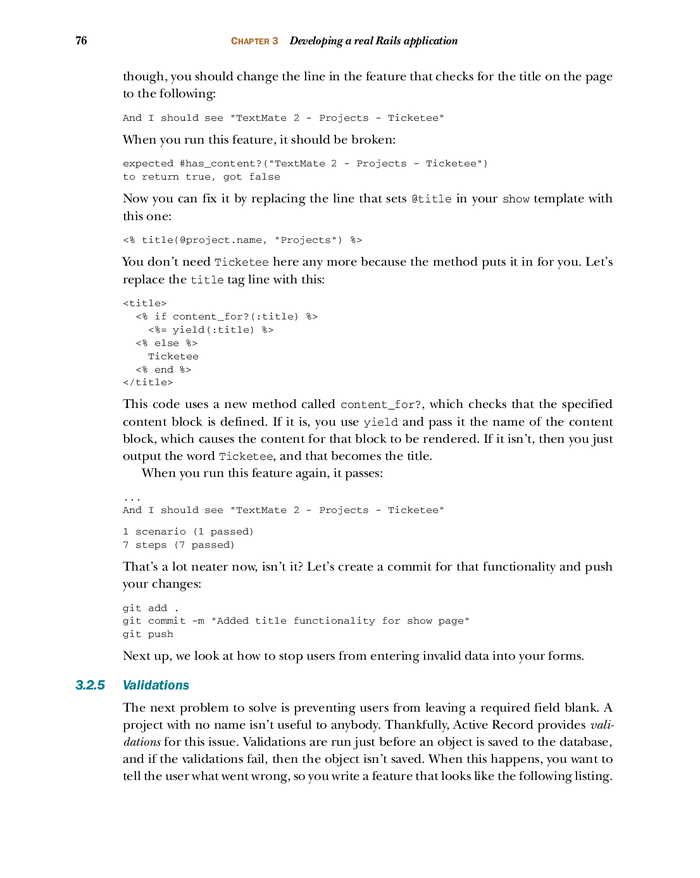 76 CHAPTER 3 Developing a real Rails application
though, you should change the line in the feature that checks for the title on the page
to the following:
And I should see "TextMate 2 - Projects - Ticketee"
When you run this feature, it should be broken:
expected #has_content?("TextMate 2 - Projects - Ticketee")
to return true, got false
Now you can fix it by replacing the line that sets @title in your show template with
this one:
<% title(@project.name, "Projects") %>
You don't need Ticketee here any more because the method puts it in for you. Let's
replace the title tag line with this:
<title>
  <% if content_for?(:title) %>
    <%= yield(:title) %>
  <% else %>
    Ticketee
  <% end %>
</title>
This code uses a new method called content_for?, which checks that the specified
content block is defined. If it is, you use yield and pass it the name of the content
block, which causes the content for that block to be rendered. If it isn't, then you just
output the word Ticketee, and that becomes the title.
When you run this feature again, it passes:
...
And I should see "TextMate 2 - Projects - Ticketee"
1 scenario (1 passed)
7 steps (7 passed)
That's a lot neater now, isn't it? Let's create a commit for that functionality and push
your changes:
git add .
git commit -m "Added title functionality for show page"
git push
Next up, we look at how to stop users from entering invalid data into your forms.
3.2.5 Validations
The next problem to solve is preventing users from leaving a required field blank. A
project with no name isn't useful to anybody. Thankfully, Active Record provides vali-
dations for this issue. Validations are run just before an object is saved to the database,
and if the validations fail, then the object isn't saved. When this happens, you want to
tell the user what went wrong, so you write a feature that looks like the following listing.